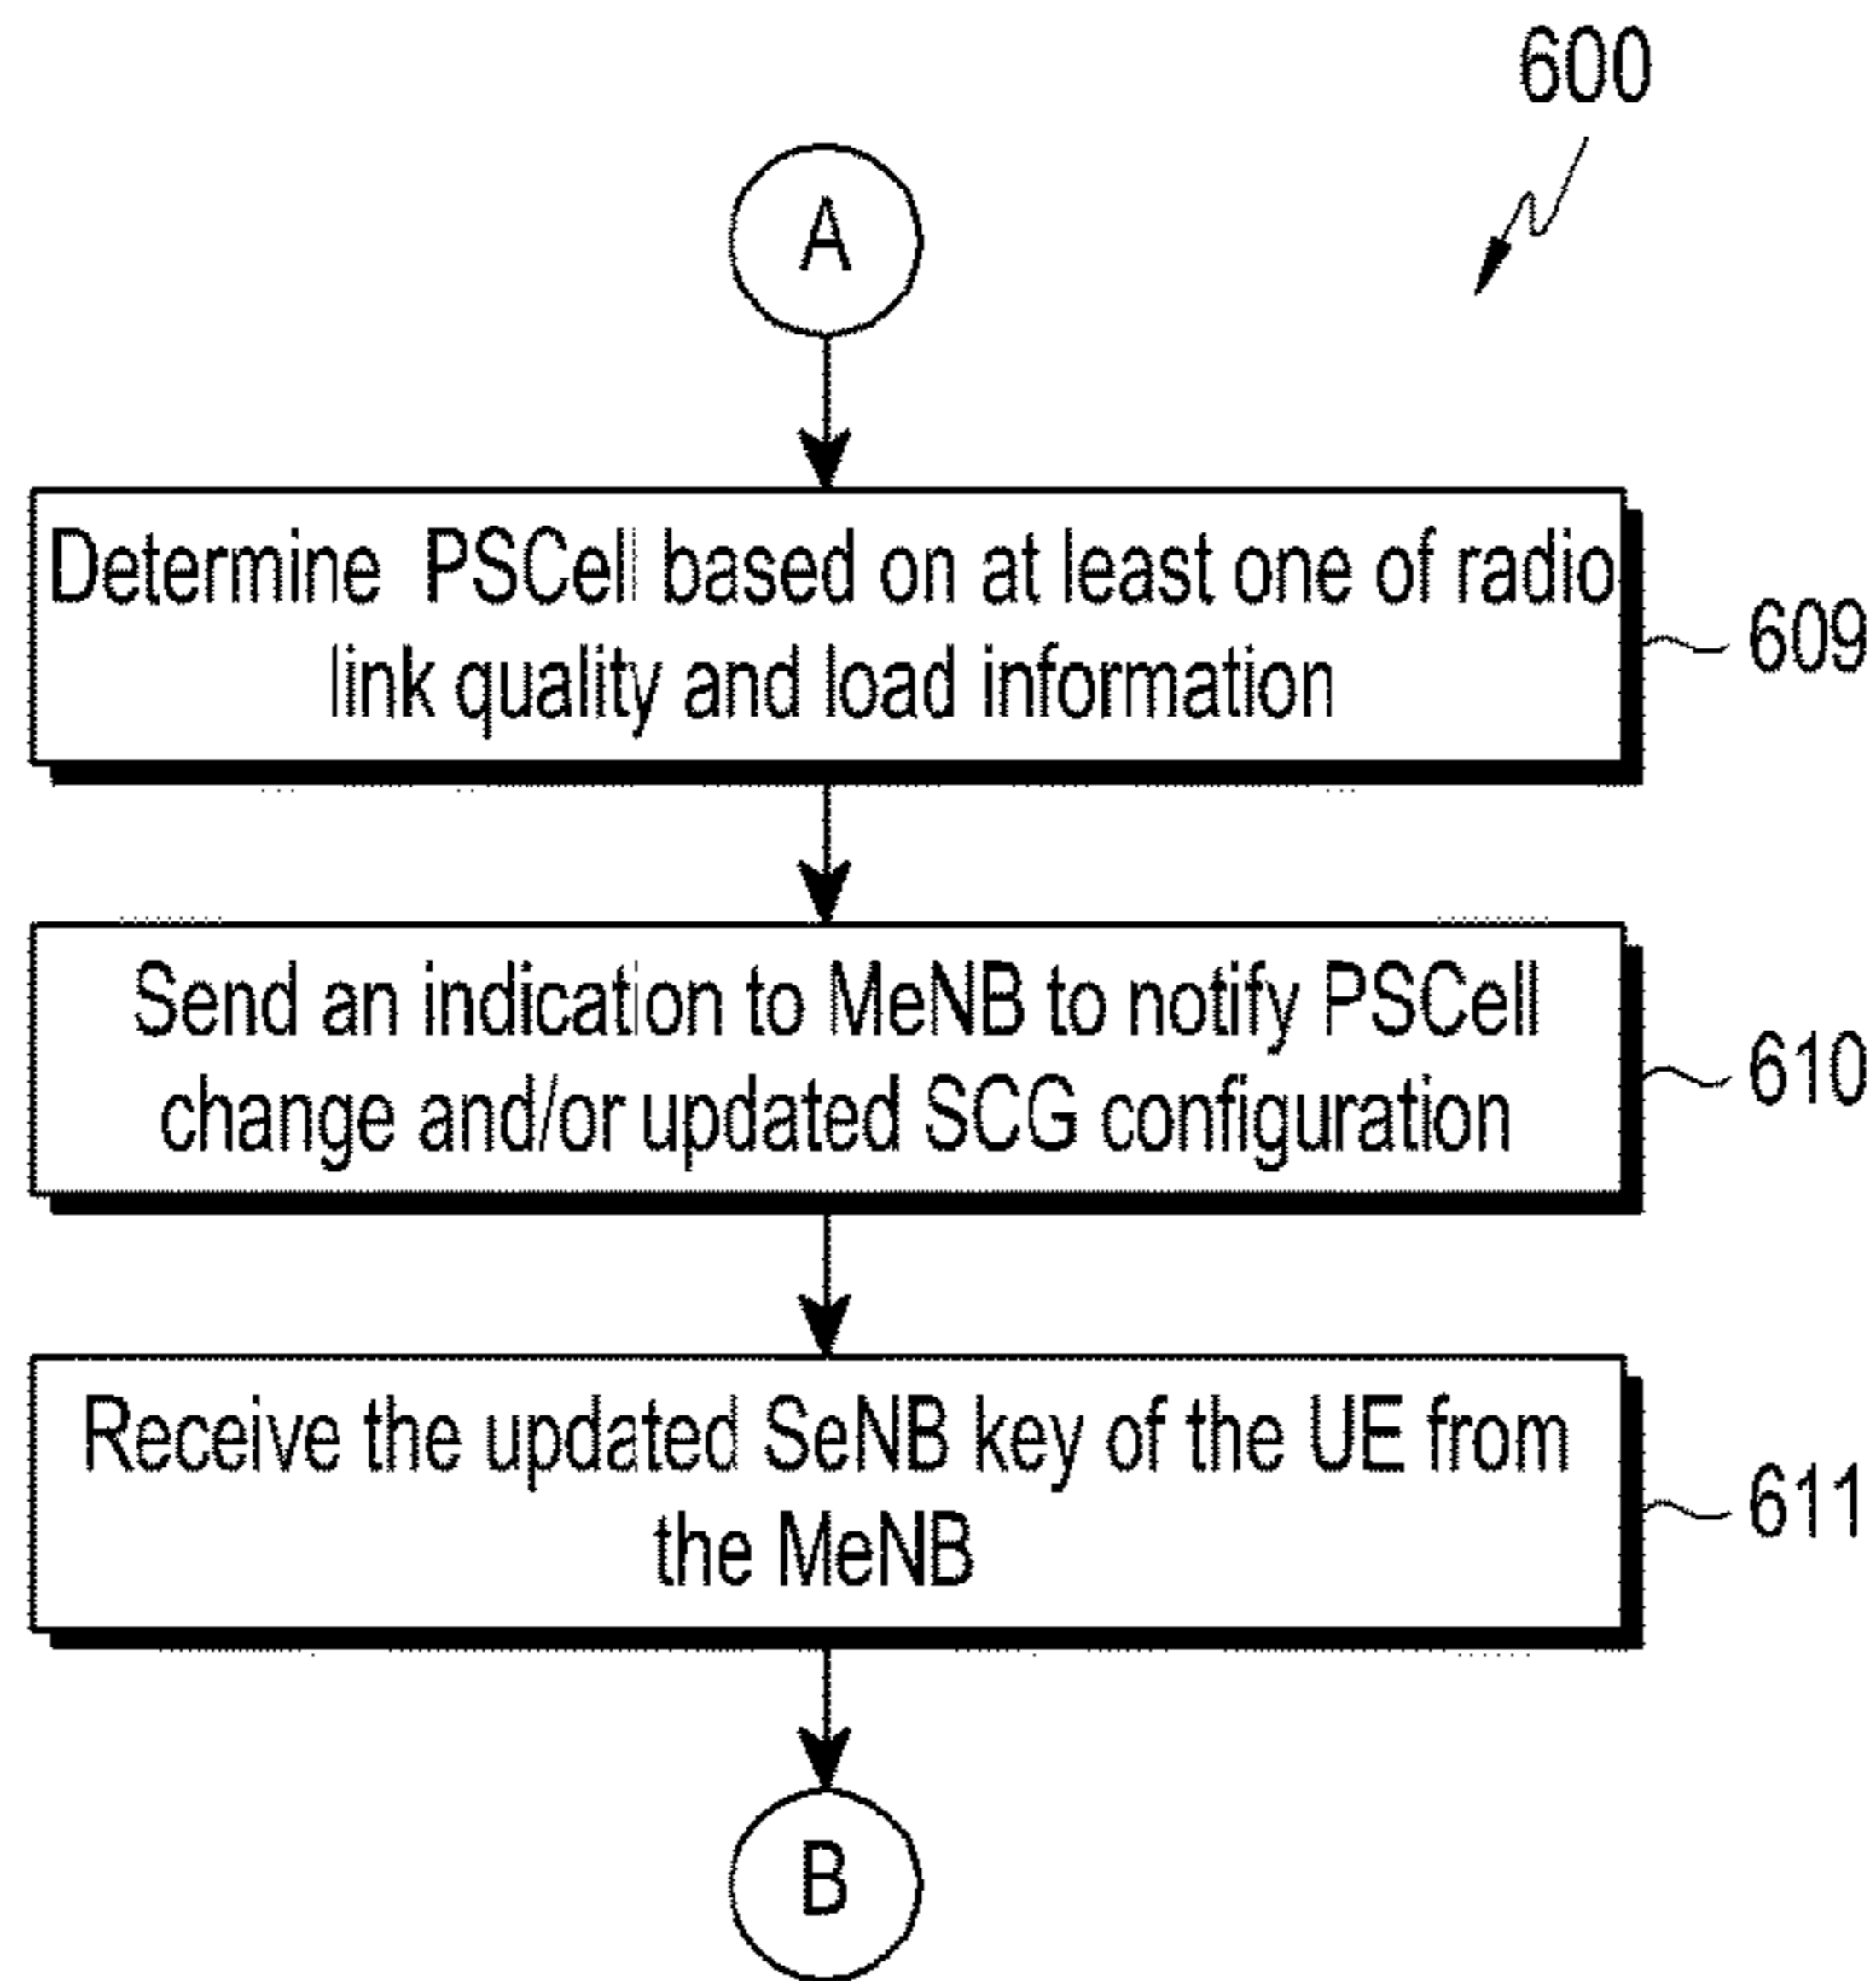 600
A
Determine PSCell based on at least one of radio
link quality and load information
609
Send an indication to MeNB to notify PSCell
change and/or updated SCG configuration
610
Receive the updated SeNB key of the UE from
the MeNB
611
B